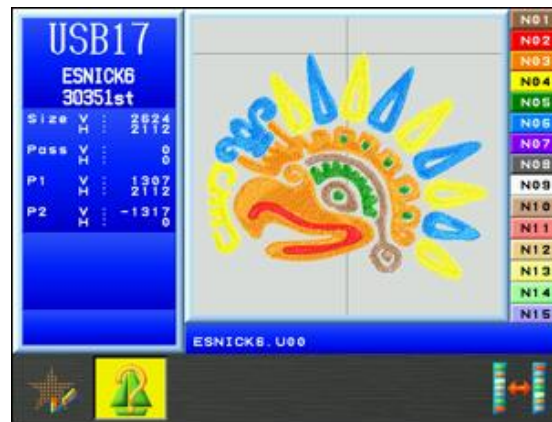 USB17
ESNICK6
30351st
Size V : 2624
H : 2112
Pass V : 0
H : 0
P1 V : 1307
H : 2112
P2 V : -1317
H : 0
ESNICK6.U00
N01
N02
N03
N04
N05
N06
N07
N08
N09
N10
N11
N12
N13
N14
N15